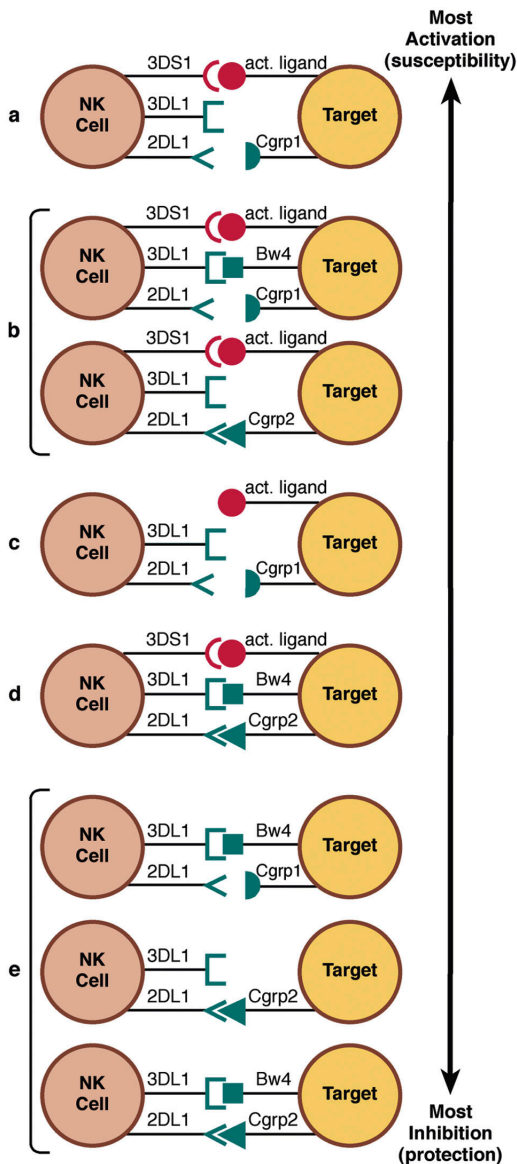 Most
Activation
(susceptibility)
a
NK
Cell
3DS1
act. ligand
3DL1
2DL1
Cgrp1
Target
b
NK
Cell
3DS1
act. ligand
3DL1
Bw4
2DL1
Cgrp1
Target
NK
Cell
3DS1
act. ligand
3DL1
2DL1
Cgrp2
Target
c
NK
Cell
act. ligand
3DL1
2DL1
Cgrp1
Target
d
NK
Cell
3DS1
act. ligand
3DL1
Bw4
2DL1
Cgrp2
Target
e
NK
Cell
3DL1
Bw4
2DL1
Cgrp1
Target
NK
Cell
3DL1
2DL1
Cgrp2
Target
NK
Cell
3DL1
Bw4
2DL1
Cgrp2
Target
Most
Inhibition
(protection)